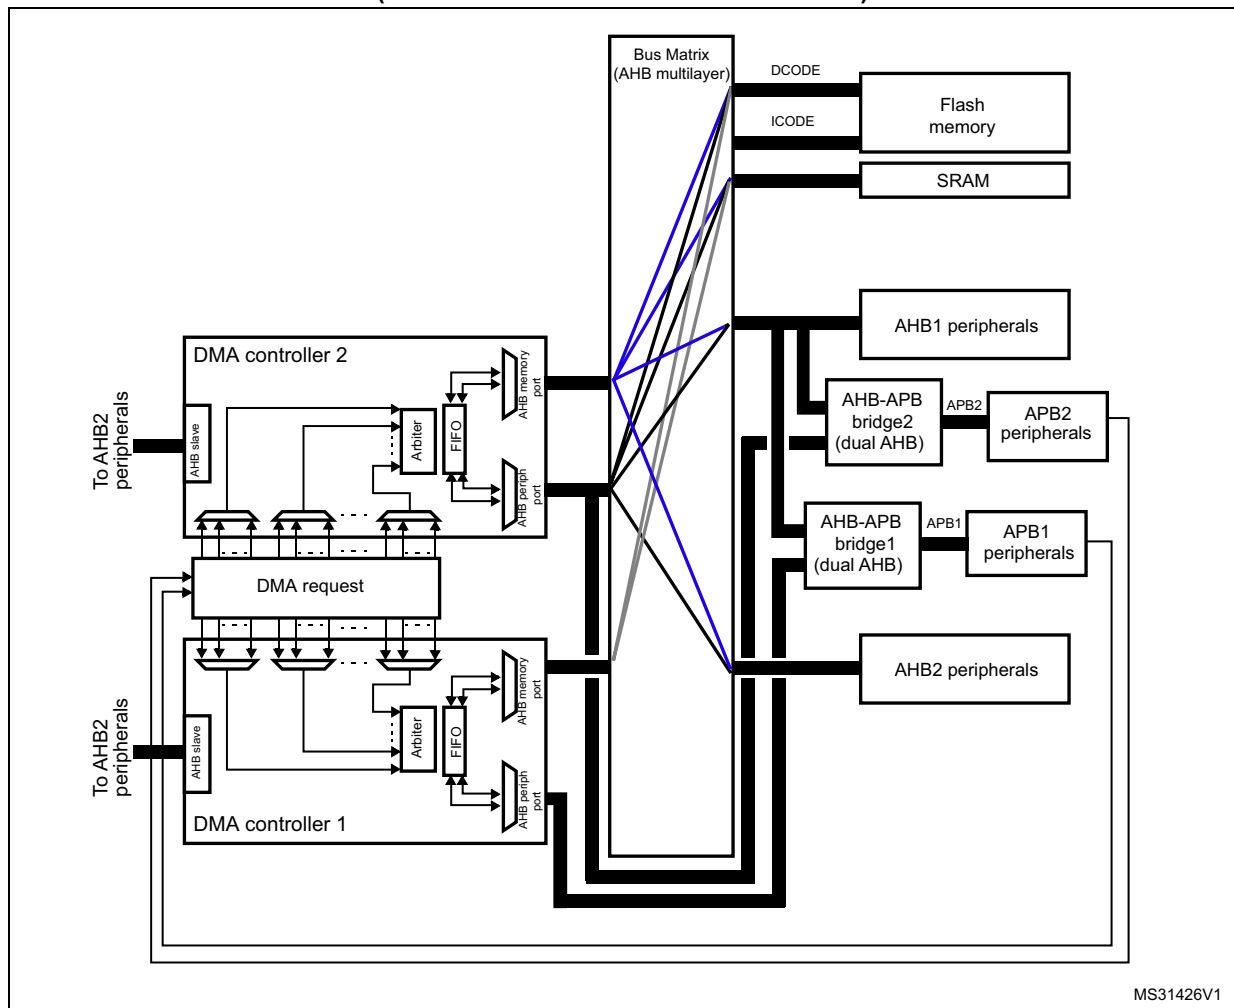 Bus Matrix
(AHB multilayer)
DCODE
ICODE
Flash
memory
SRAM
AHB1 peripherals
DMA controller 2
To AHB2
peripherals
AHB slave
Arbiter
FIFO
AHB memory
port
AHB periph
port
AHB-APB
bridge2
(dual AHB)
APB2
APB2
peripherals
AHB-APB
bridge1
(dual AHB)
APB1
APB1
peripherals
DMA request
AHB2 peripherals
To AHB2
peripherals
AHB slave
Arbiter
FIFO
AHB memory
port
AHB periph
port
DMA controller 1
MS31426V1